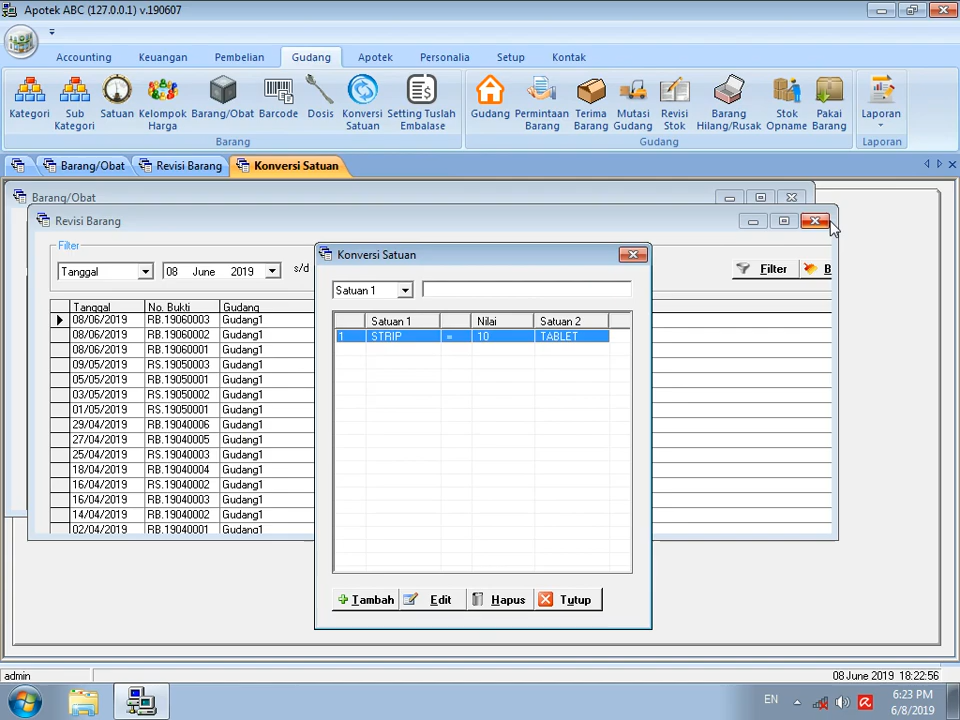 Apotek ABC (127.0.0.1) v.190607
Accounting Keuangan Pembelian Gudang Apotek Personalia Setup Kontak
Kategori
Sub Kategori
Satuan
Kelompok Harga
Barang/Obat
Barcode
Dosis
Konversi Satuan
Setting Tuslah Embalase
Gudang
Permintaan Barang
Terima Barang
Mutasi Gudang
Revisi Stok
Barang Hilang/Rusak
Stok Opname
Pakai Barang
Laporan
Barang Gudang Laporan
Barang/Obat Revisi Barang Konversi Satuan
Barang/Obat
Revisi Barang
Filter
Tanggal 08 June 2019 s/d Filter B
Tanggal No. Bukti Gudang
08/06/2019 RB.19060003 Gudang1
08/06/2019 RB.19060002 Gudang1
08/06/2019 RB.19060001 Gudang1
09/05/2019 RS.19050003 Gudang1
05/05/2019 RB.19050001 Gudang1
03/05/2019 RS.19050002 Gudang1
01/05/2019 RS.19050001 Gudang1
29/04/2019 RB.19040006 Gudang1
27/04/2019 RB.19040005 Gudang1
25/04/2019 RS.19040003 Gudang1
18/04/2019 RB.19040004 Gudang1
16/04/2019 RS.19040002 Gudang1
16/04/2019 RB.19040003 Gudang1
14/04/2019 RB.19040002 Gudang1
02/04/2019 RB.19040001 Gudang1
Konversi Satuan
Satuan 1
Satuan 1 Nilai Satuan 2
1 STRIP = 10 TABLET
Tambah Edit Hapus Tutup
admin 08 June 2019 18:22:56
EN 6:23 PM
6/8/2019